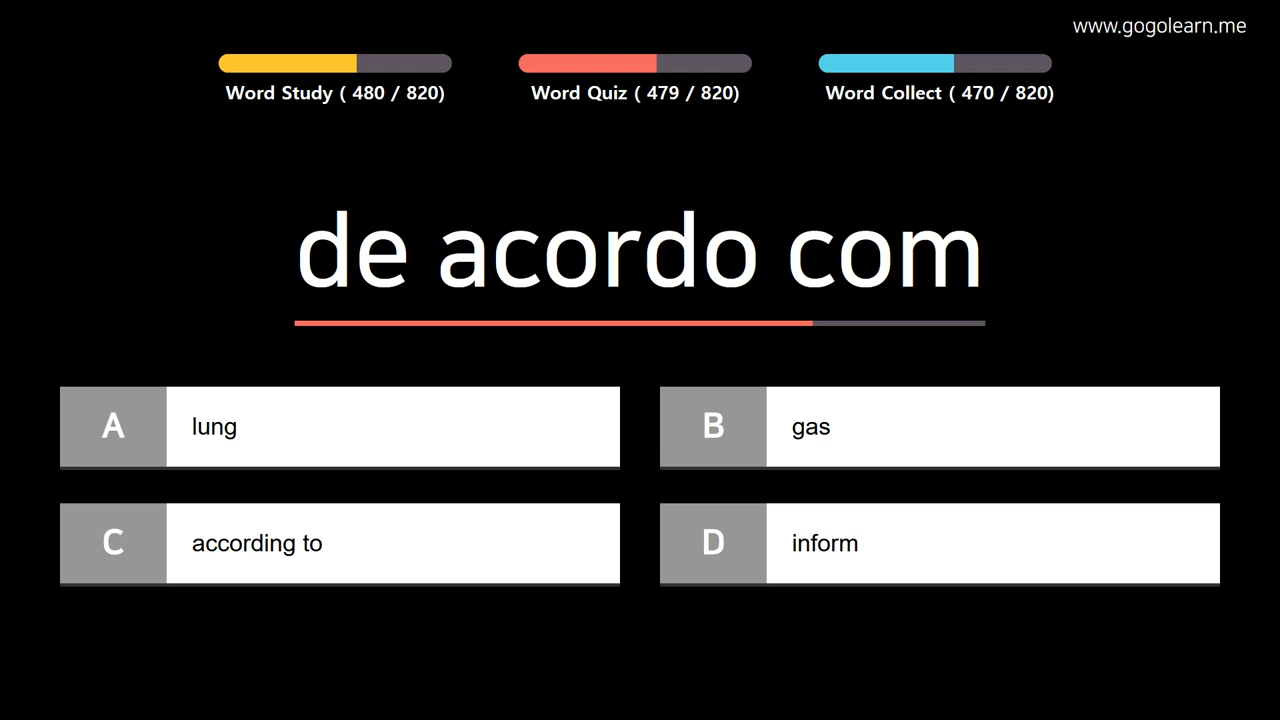 www.gogolearn.me
Word Study ( 480 / 820)
Word Quiz ( 479 / 820)
Word Collect ( 470 / 820)
de acordo com
A lung
B gas
C according to
D inform